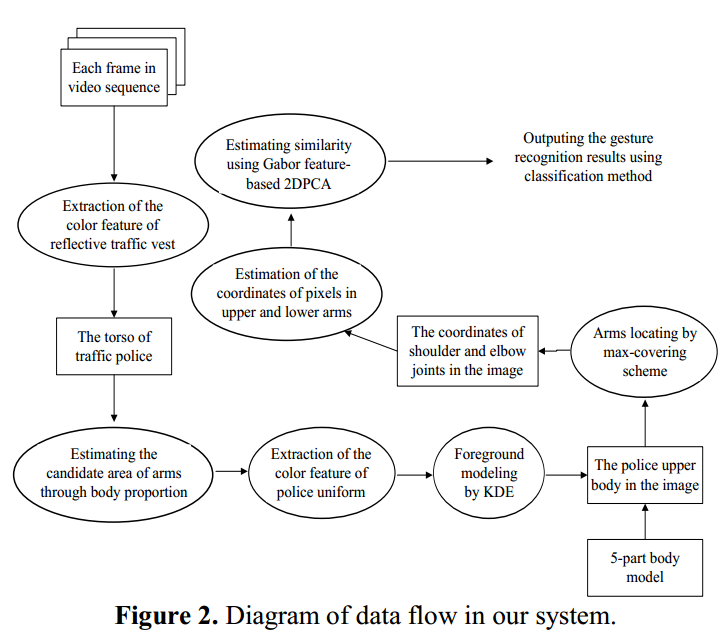 Each frame in
video sequence
Extraction of the
color feature of
reflective traffic vest
The torso of
traffic police
Estimating the
candidate area of arms
through body proportion
Extraction of the
color feature of
police uniform
Foreground
modeling
by KDE
The police upper
body in the image
5-part body
model
Arms locating by
max-covering
scheme
The coordinates of
shoulder and elbow
joints in the image
Estimation of the
coordinates of pixels in
upper and lower arms
Estimating similarity
using Gabor feature-
based 2DPCA
Outputing the gesture
recognition results using
classification method
Figure 2. Diagram of data flow in our system.